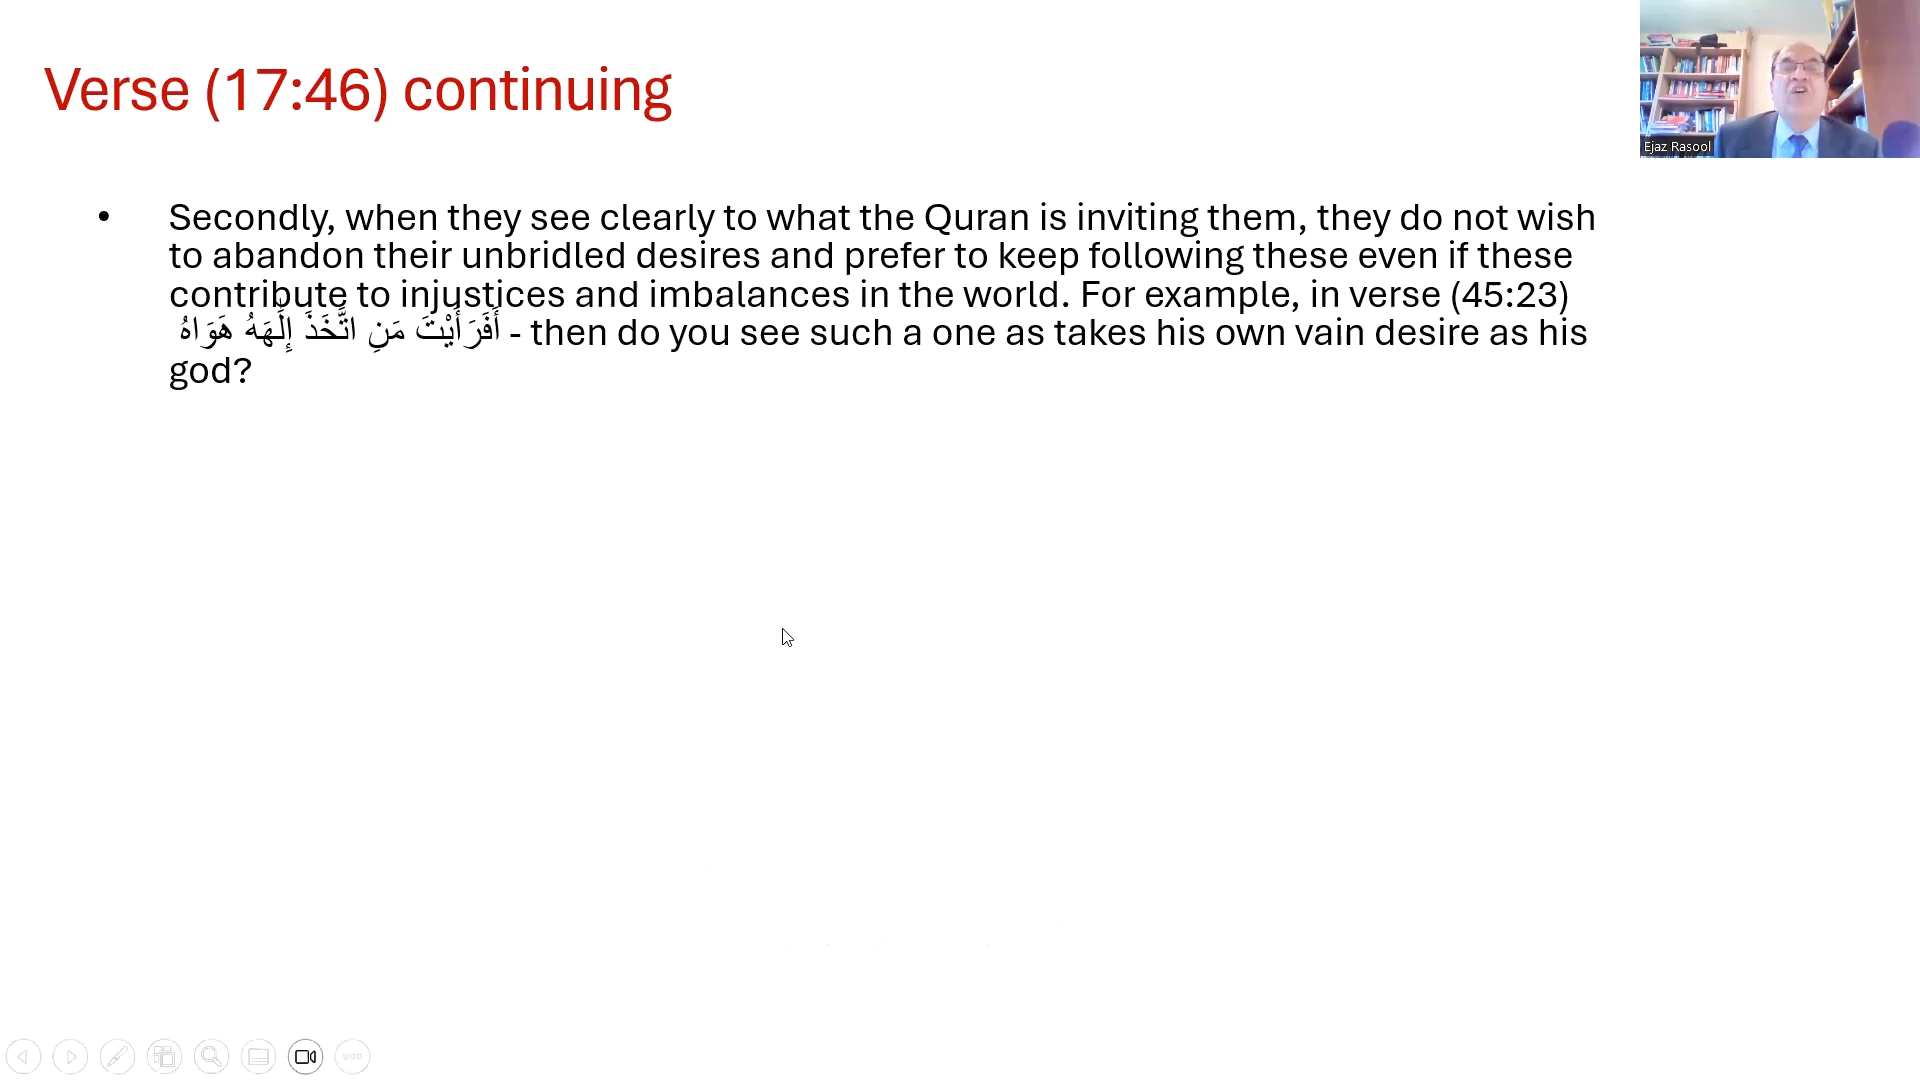 Verse (17:46) continuing
Ejaz Rasool
• Secondly, when they see clearly to what the Quran is inviting them, they do not wish
to abandon their unbridled desires and prefer to keep following these even if these
contribute to injustices and imbalances in the world. For example, in verse (45:23)
أَفَرَأَيْتَ مَنِ اتَّخَذَ إِلَٰهَهُ هَوَاهُ - then do you see such a one as takes his own vain desire as his
god?